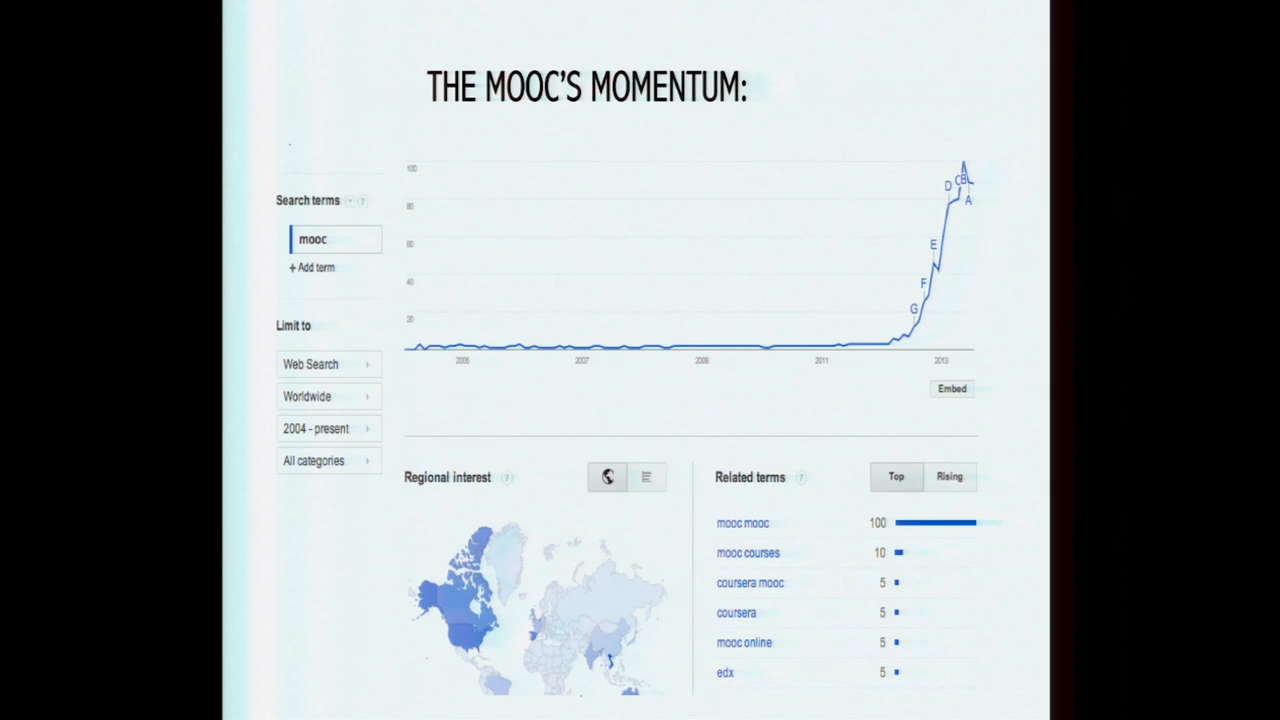 THE MOOC'S MOMENTUM:
Search terms ?
mooc
+ Add term
Limit to
Web Search
Worldwide
2004 - present
All categories
100
80
60
40
20
D
C
B
A
E
F
G
2005
2007
2009
2011
2013
Embed
Regional interest ?
Related terms ?
Top
Rising
mooc mooc 100
mooc courses 10
coursera mooc 5
coursera 5
mooc online 5
edx 5